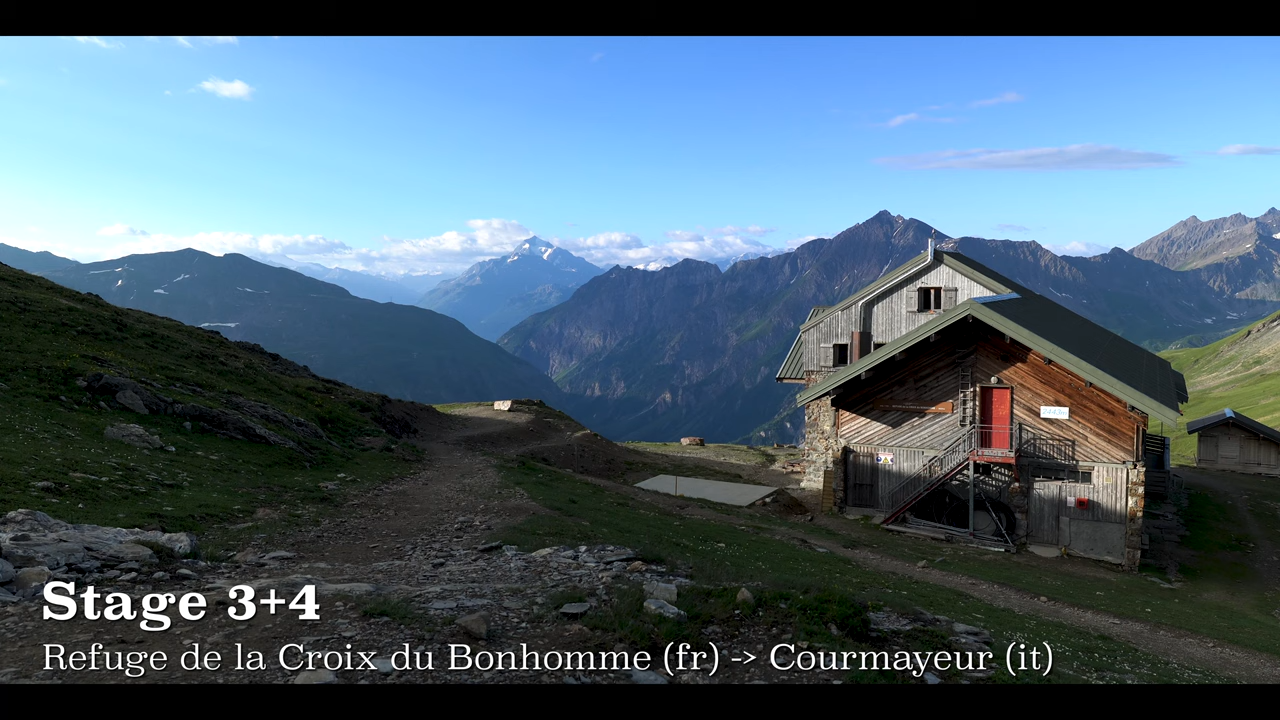 Stage 3+4
Refuge de la Croix du Bonhomme (fr) -> Courmayeur (it)